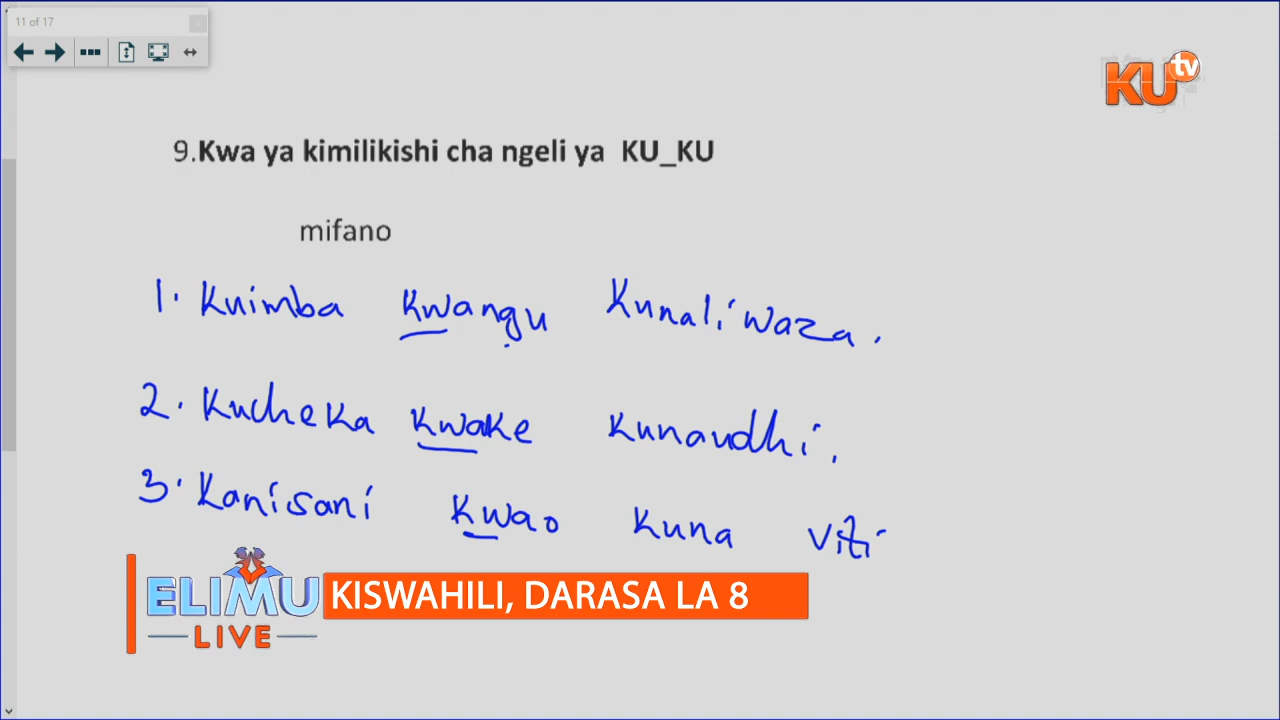 11 of 17
KU tv
9.Kwa ya kimilikishi cha ngeli ya KU_KU
mifano
1. Kuimba kwangu Kunaliwaza.
2. Kucheka kwake kunaudhi.
3. Kanisani kwao kuna viti
ELIMU LIVE
KISWAHILI, DARASA LA 8